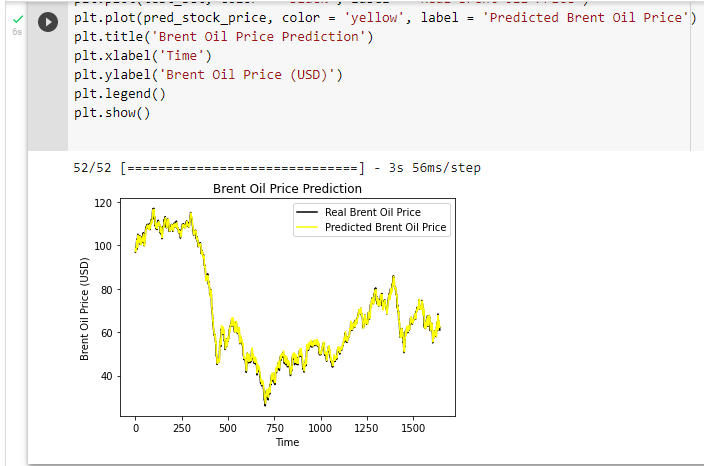 plt.plot(pred_stock_price, color = 'yellow', label = 'Predicted Brent Oil Price')
6s
plt.title('Brent Oil Price Prediction')
plt.xlabel('Time')
plt.ylabel('Brent Oil Price (USD)')
plt.legend()
plt.show()
52/52 [==============================] - 3s 56ms/step
Brent Oil Price Prediction
Real Brent Oil Price
Predicted Brent Oil Price
Brent Oil Price (USD)
120
100
80
60
40
0 250 500 750 1000 1250 1500
Time